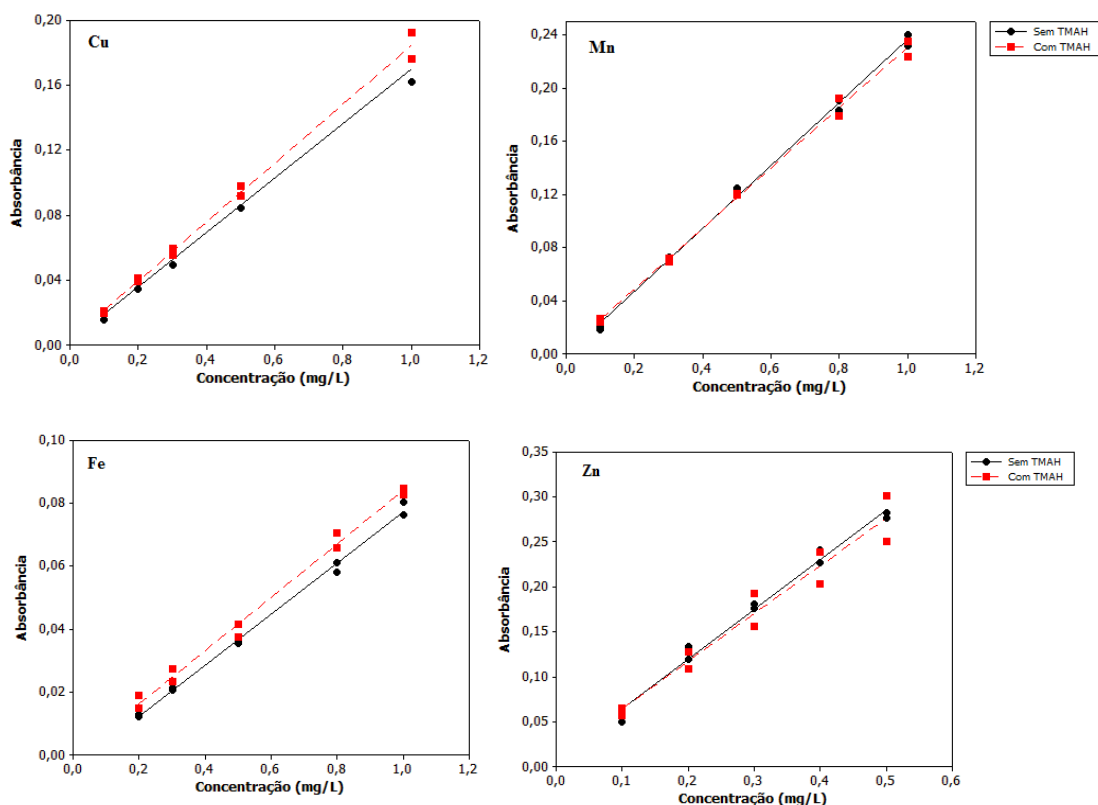 Cu
0,20
0,16
0,12
0,08
0,04
0,00
Absorbância
0,0 0,2 0,4 0,6 0,8 1,0 1,2
Concentração (mg/L)
Mn
0,24
0,20
0,16
0,12
0,08
0,04
0,00
Absorbância
0,0 0,2 0,4 0,6 0,8 1,0 1,2
Concentração (mg/L)
Sem TMAH
Com TMAH
Fe
0,10
0,08
0,06
0,04
0,02
0,00
Absorbância
0,0 0,2 0,4 0,6 0,8 1,0 1,2
Concentração (mg/L)
Zn
0,35
0,30
0,25
0,20
0,15
0,10
0,05
0,00
Absorbância
0,0 0,1 0,2 0,3 0,4 0,5 0,6
Concentração (mg/L)
Sem TMAH
Com TMAH